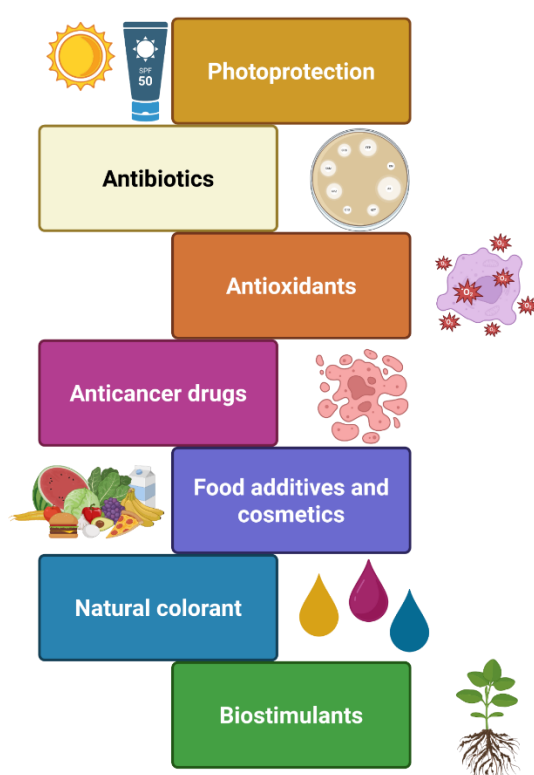 SPF
50
Photoprotection
Antibiotics
Antioxidants
Anticancer drugs
Food additives and
cosmetics
Natural colorant
Biostimulants